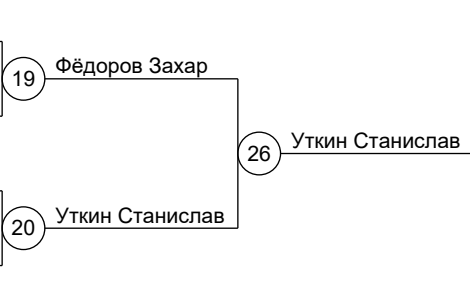 Фёдоров Захар
19
Уткин Станислав
26
Уткин Станислав
20